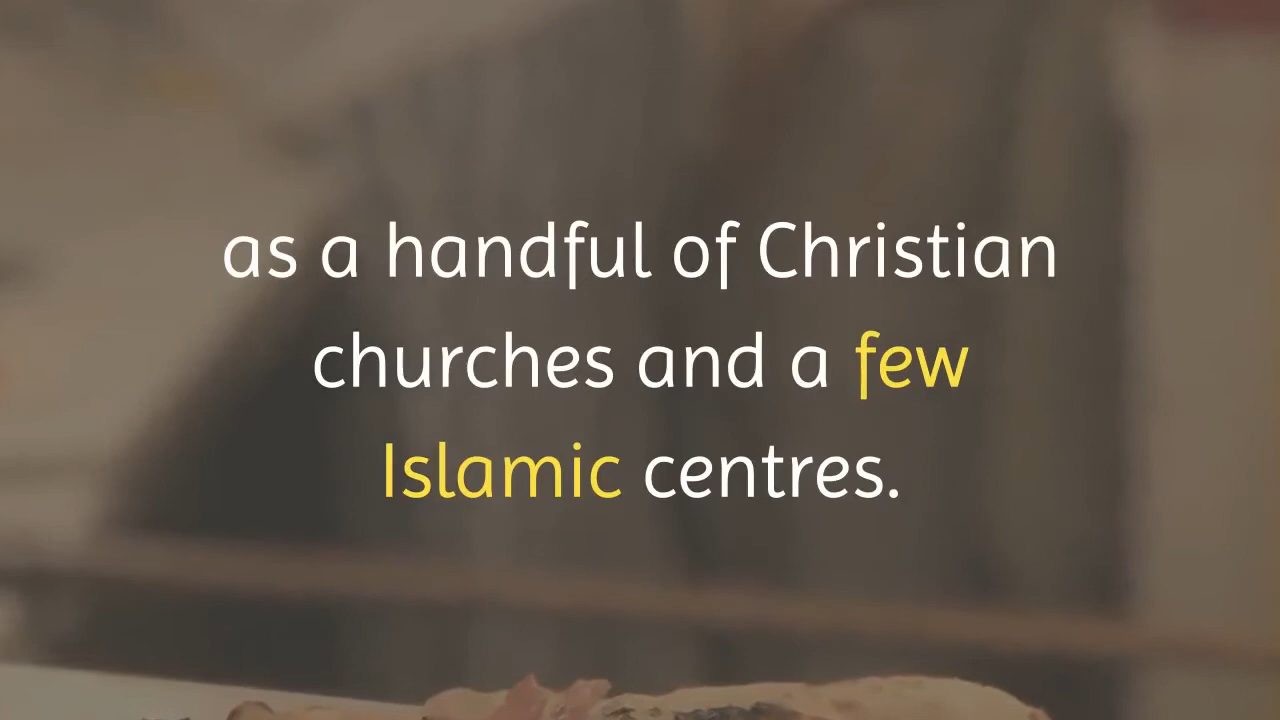 as a handful of Christian
churches and a few
Islamic centres.